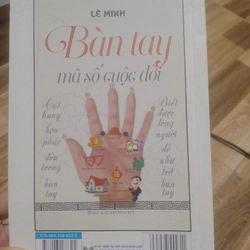 LÊ MINH
Bàn tay
mã số cuộc đời
Cát hung
họa phúc
đều trong
bàn tay
Biết
được lòng
người
dễ như
trở
bàn tay